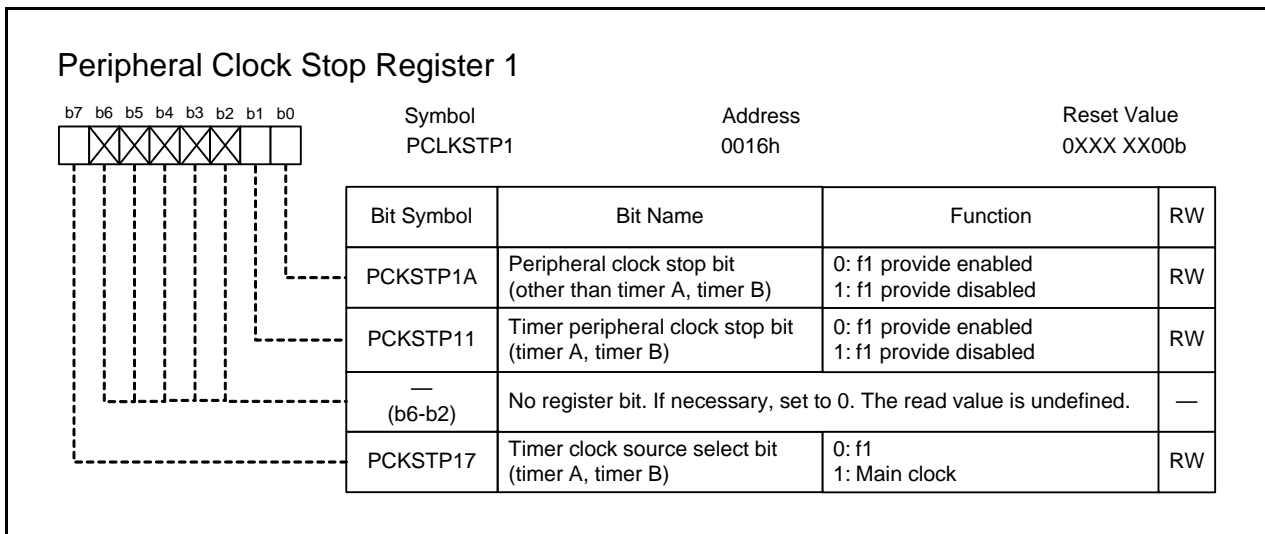 Peripheral Clock Stop Register 1
b7 b6 b5 b4 b3 b2 b1 b0
Symbol Address Reset Value
PCLKSTP1 0016h 0XXX XX00b
Bit Symbol Bit Name Function RW
PCKSTP1A Peripheral clock stop bit 0: f1 provide enabled RW
(other than timer A, timer B) 1: f1 provide disabled
PCKSTP11 Timer peripheral clock stop bit 0: f1 provide enabled RW
(timer A, timer B) 1: f1 provide disabled
—
(b6-b2) No register bit. If necessary, set to 0. The read value is undefined. —
PCKSTP17 Timer clock source select bit 0: f1 RW
(timer A, timer B) 1: Main clock